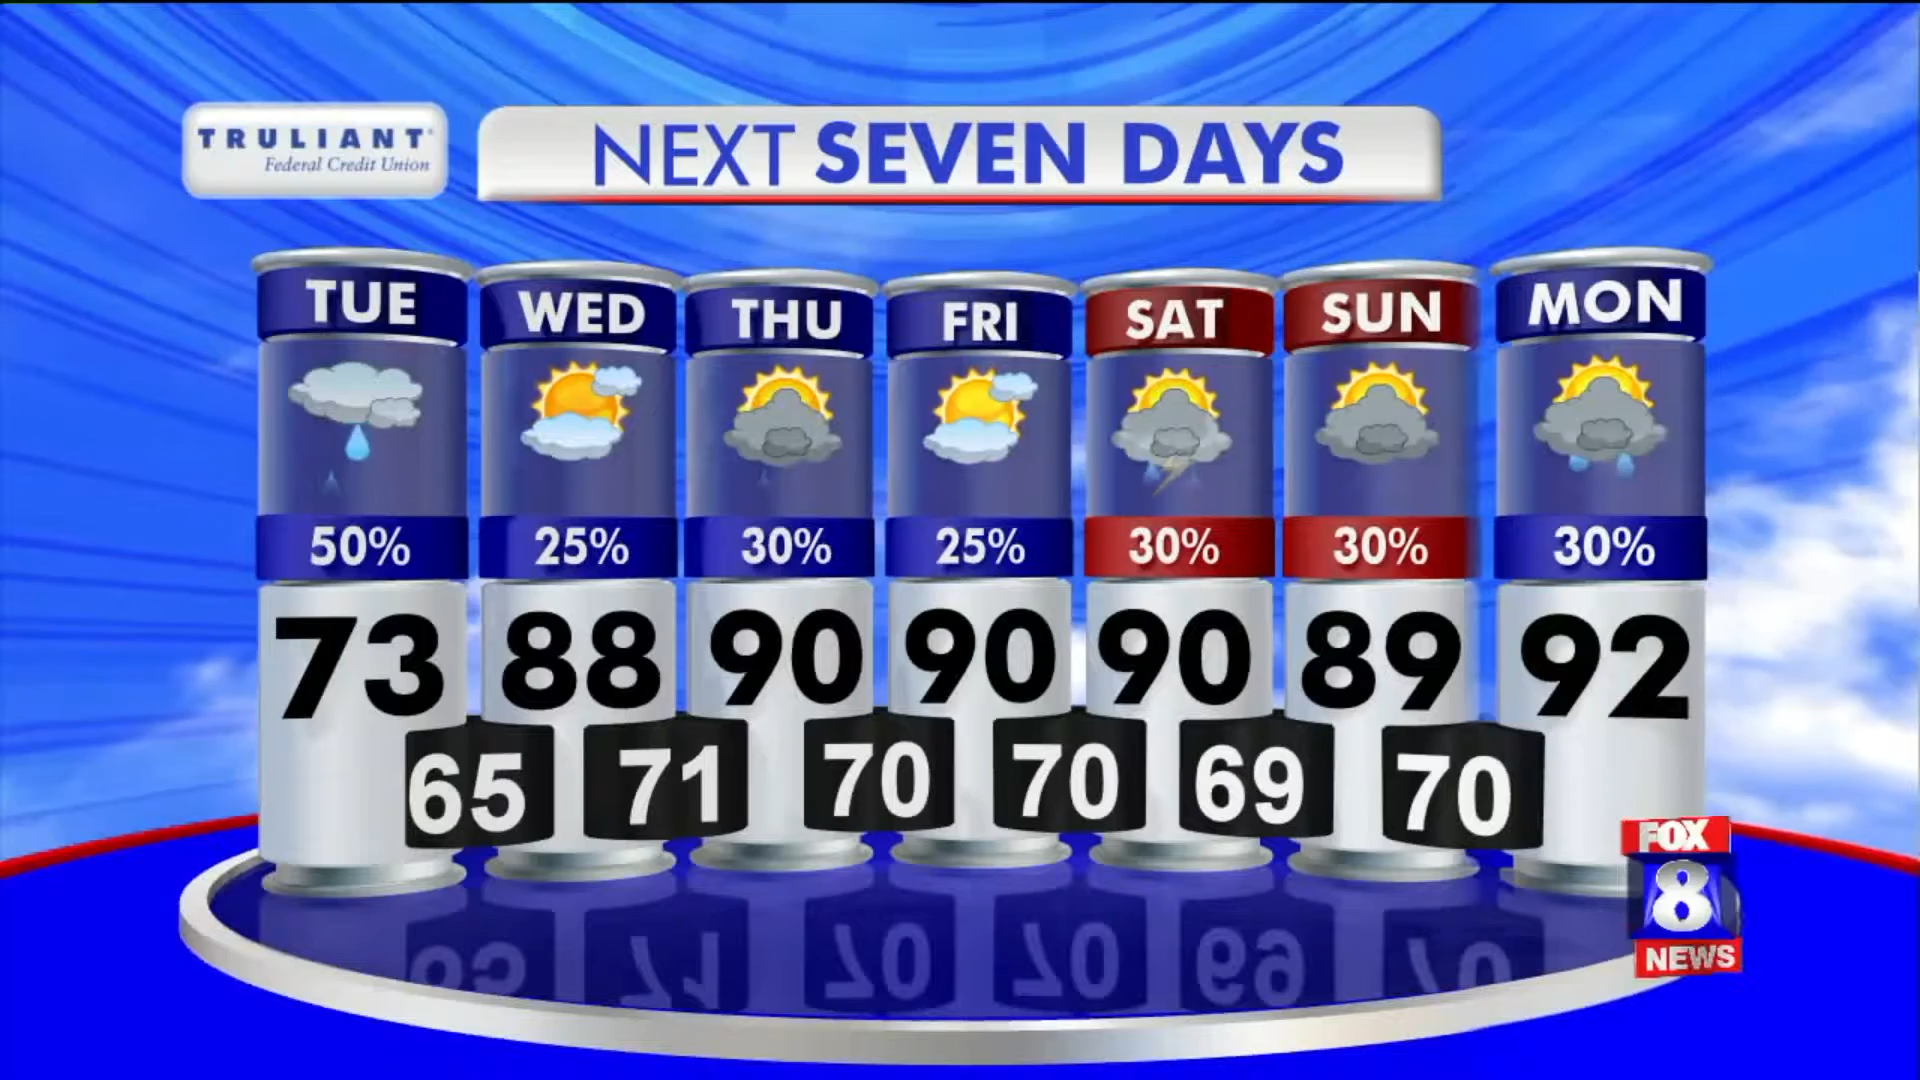 TRULIANT
Federal Credit Union
NEXT SEVEN DAYS
TUE WED THU FRI SAT SUN MON
50% 25% 30% 25% 30% 30% 30%
73 88 90 90 90 89 92
65 71 70 70 69 70
FOX
8
NEWS